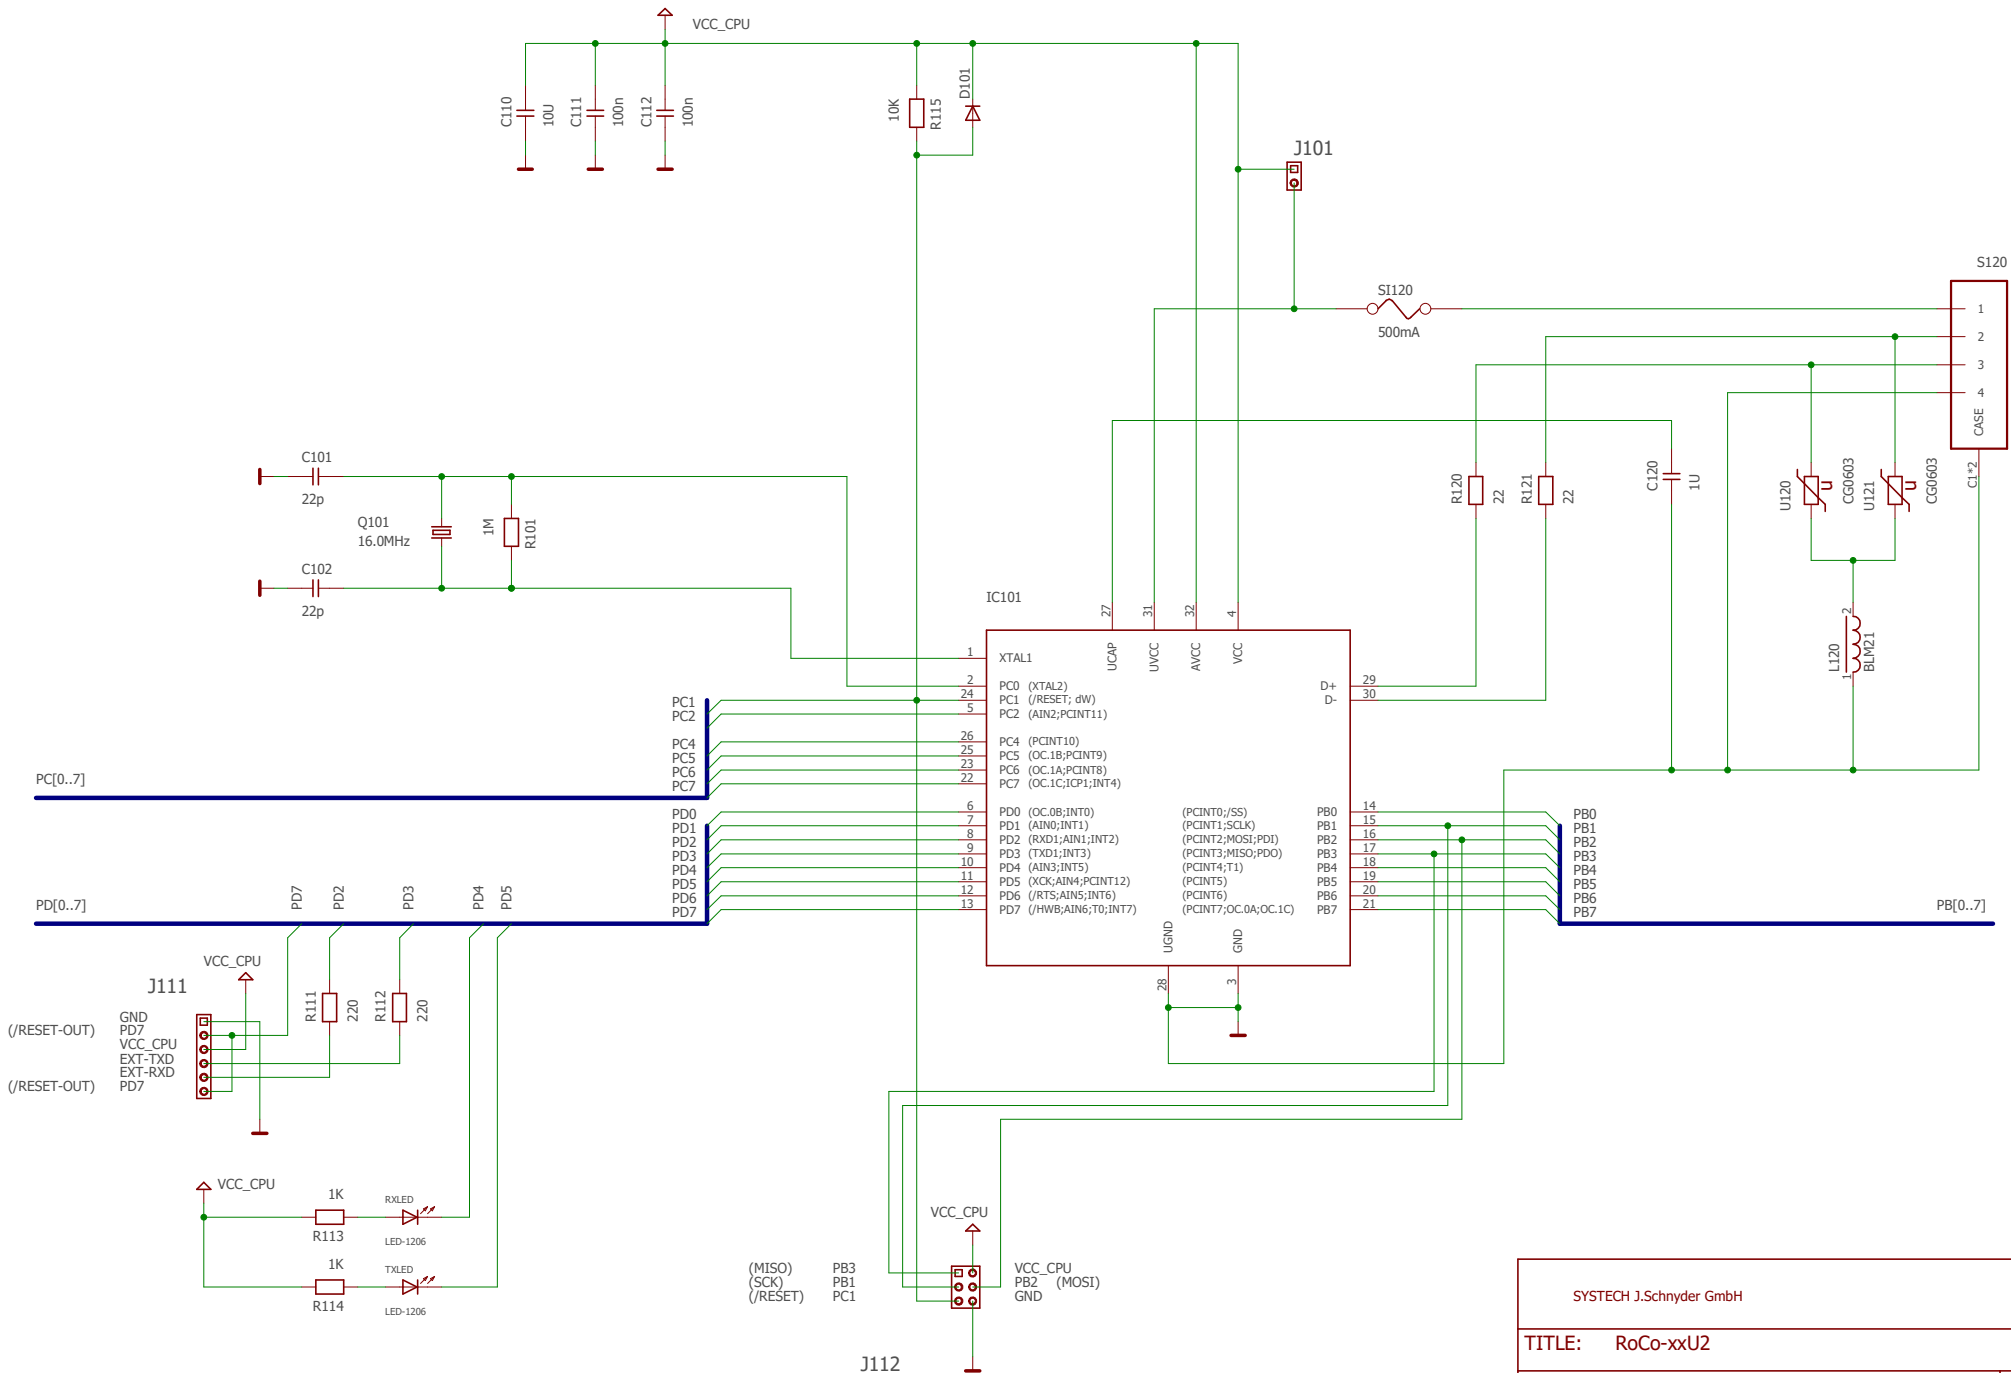 VCC_CPU
C110
10U
C111
100n
C112
100n
10K
R115
D101
J101
S120
SI120
500mA
1
2
3
4
CASE
C1*2
C101
22p
Q101
16.0MHz
1M
R101
C102
22p
R120
22
R121
22
C120
1U
U120
CG0603
U121
CG0603
2
L120
BLM21
1
IC101
27
31
32
4
UCAP
UVCC
AVCC
VCC
1 XTAL1
2 PC0 (XTAL2)
24 PC1 (/RESET; dW)
5 PC2 (AIN2;PCINT11)
26 PC4 (PCINT10)
25 PC5 (OC.1B;PCINT9)
23 PC6 (OC.1A;PCINT8)
22 PC7 (OC.1C;ICP1;INT4)
6 PD0 (OC.0B;INT0)
7 PD1 (AIN0;INT1)
8 PD2 (RXD1;AIN1;INT2)
9 PD3 (TXD1;INT3)
10 PD4 (AIN3;INT5)
11 PD5 (XCK;AIN4;PCINT12)
12 PD6 (/RTS;AIN5;INT6)
13 PD7 (/HWB;AIN6;T0;INT7)
D+ 29
D- 30
(PCINT0;/SS) PB0 14
(PCINT1;SCLK) PB1 15
(PCINT2;MOSI;PDI) PB2 16
(PCINT3;MISO;PDO) PB3 17
(PCINT4;T1) PB4 18
(PCINT5) PB5 19
(PCINT6) PB6 20
(PCINT7;OC.0A;OC.1C) PB7 21
UGND
GND
28
3
PC1
PC2
PC4
PC5
PC6
PC7
PC[0..7]
PD0
PD1
PD2
PD3
PD4
PD5
PD6
PD7
PD[0..7]
PD7
PD2
PD3
PD4
PD5
PB0
PB1
PB2
PB3
PB4
PB5
PB6
PB7
PB[0..7]
VCC_CPU
J111
R111
220
R112
220
GND
(/RESET-OUT) PD7
VCC_CPU
EXT-TXD
EXT-RXD
(/RESET-OUT) PD7
VCC_CPU
1K
R113
RXLED
LED-1206
1K
R114
TXLED
LED-1206
VCC_CPU
(MISO) PB3 VCC_CPU
(SCK) PB1 PB2 (MOSI)
(/RESET) PC1 GND
J112
SYSTECH J.Schnyder GmbH
TITLE: RoCo-xxU2